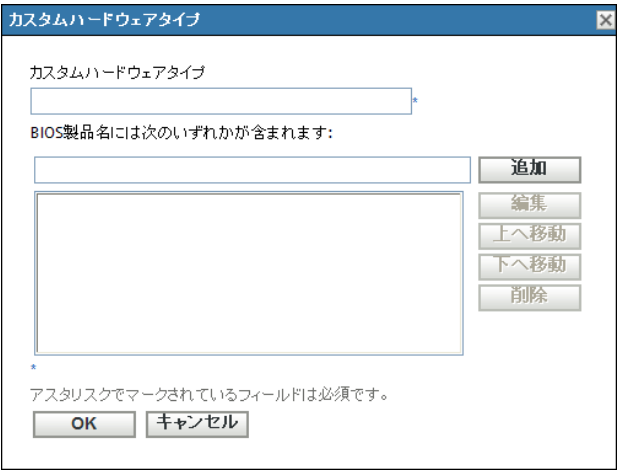 カスタムハードウェアタイプ
カスタムハードウェアタイプ
*
BIOS製品名には次のいずれかが含まれます:
追加
編集
上へ移動
下へ移動
削除
*
アスタリスクでマークされているフィールドは必須です。
OK キャンセル